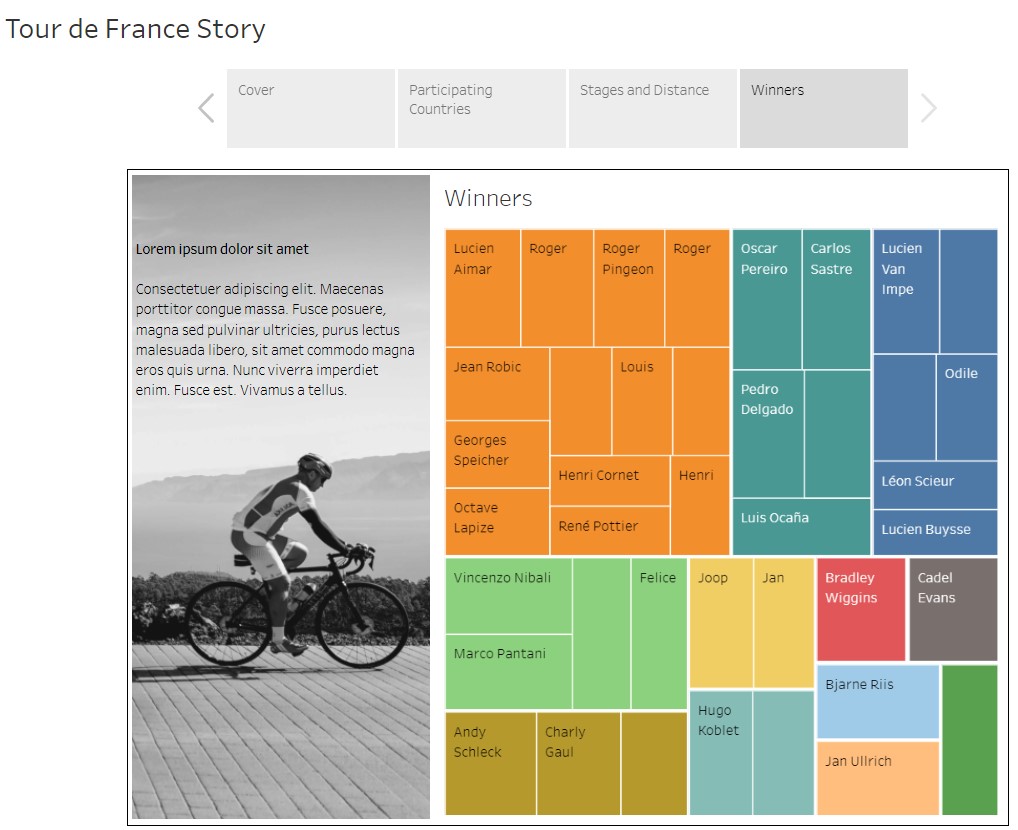 Tour de France Story
Cover
Participating
Countries
Stages and Distance
Winners
Lorem ipsum dolor sit amet
Consectetuer adipiscing elit. Maecenas
porttitor congue massa. Fusce posuere,
magna sed pulvinar ultricies, purus lectus
malesuada libero, sit amet commodo magna
eros quis urna. Nunc viverra imperdiet
enim. Fusce est. Vivamus a tellus.
Winners
Lucien
Aimar
Roger
Roger
Pingeon
Roger
Jean Robic
Louis
Georges
Speicher
Henri Cornet
Henri
Octave
Lapize
René Pottier
Oscar
Pereiro
Carlos
Sastre
Pedro
Delgado
Luis Ocaña
Lucien
Van
Impe
Odile
Léon Scieur
Lucien Buysse
Vincenzo Nibali
Felice
Marco Pantani
Andy
Schleck
Charly
Gaul
Joop
Jan
Hugo
Koblet
Bradley
Wiggins
Cadel
Evans
Bjarne Riis
Jan Ullrich